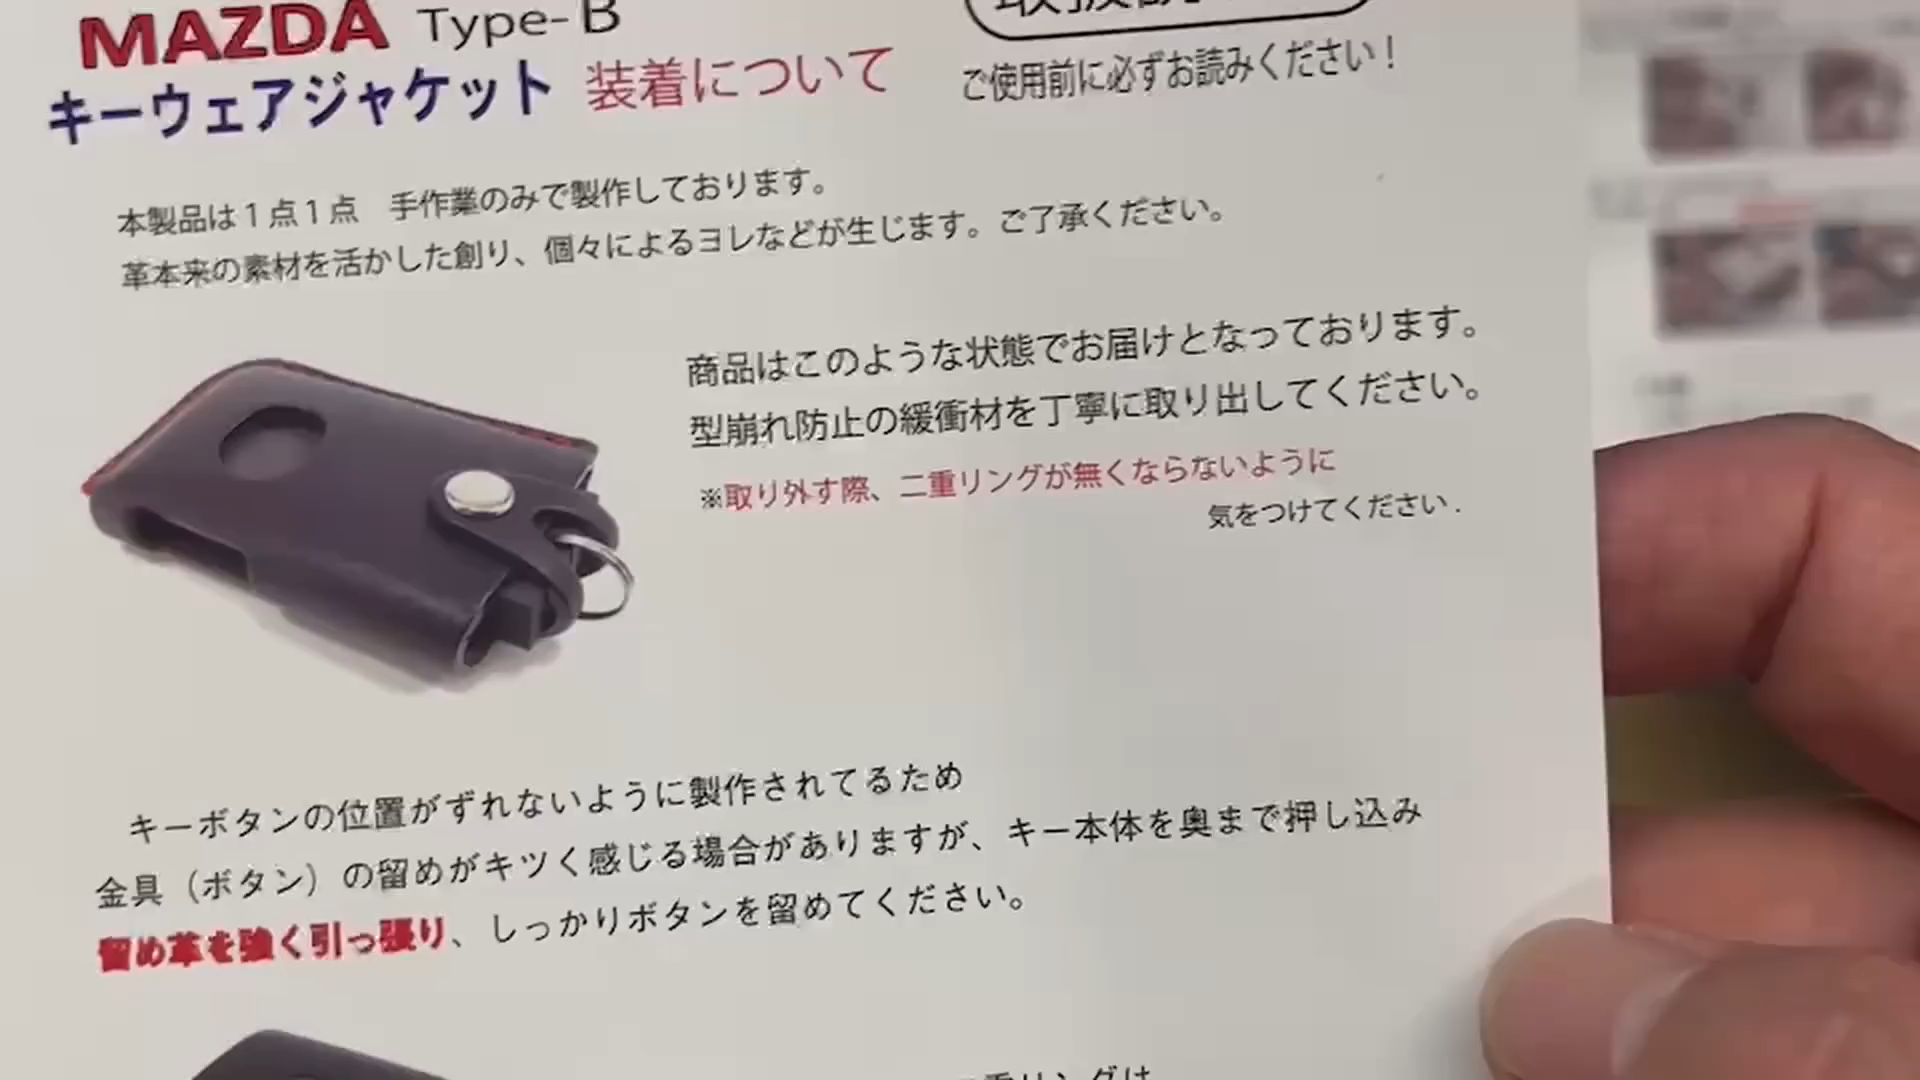 MAZDA Type-B
キーウェアジャケット 装着について
ご使用前に必ずお読みください!
本製品は1点1点 手作業のみで製作しております。
革本来の素材を活かした創り、個々によるヨレなどが生じます。ご了承ください。
商品はこのような状態でお届けとなっております。
型崩れ防止の緩衝材を丁寧に取り出してください。
※取り外す際、二重リングが無くならないように
気をつけてください.
キーボタンの位置がずれないように製作されてるため
金具(ボタン)の留めがキツく感じる場合がありますが、キー本体を奥まで押し込み
留め革を強く引っ張り、しっかりボタンを留めてください。
重リングは